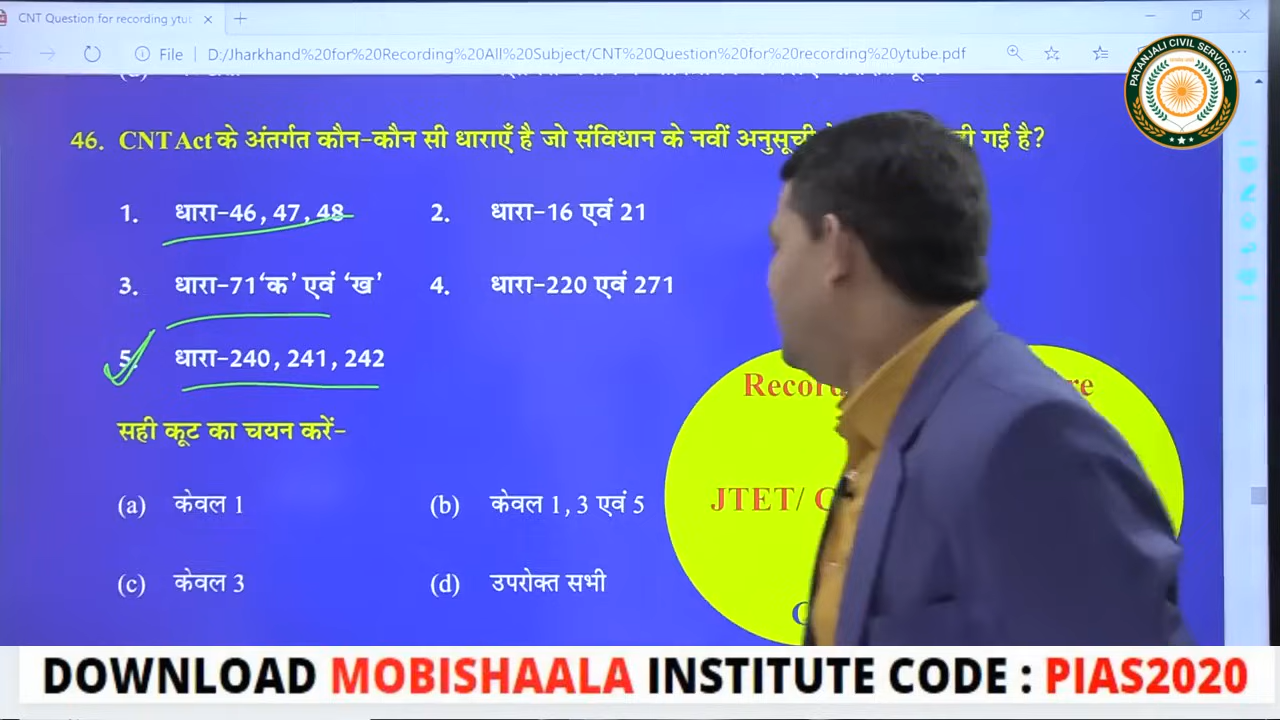 CNT Question for recording ytub
File D:/Jharkhand%20for%20Recording%20All%20Subject/CNT%20Question%20for%20recording%20ytube.pdf
PATANJALI CIVIL SERVICES
46. CNT Act के अंतर्गत कौन-कौन सी धाराएँ है जो संविधान के नवीं अनुसूची गई है?
1. धारा-46, 47, 48 2. धारा-16 एवं 21
3. धारा-71‘क’ एवं ‘ख’ 4. धारा-220 एवं 271
5. धारा-240, 241, 242
सही कूट का चयन करें-
(a) केवल 1 (b) केवल 1, 3 एवं 5
(c) केवल 3 (d) उपरोक्त सभी
JTET/
DOWNLOAD MOBISHAALA INSTITUTE CODE : PIAS2020